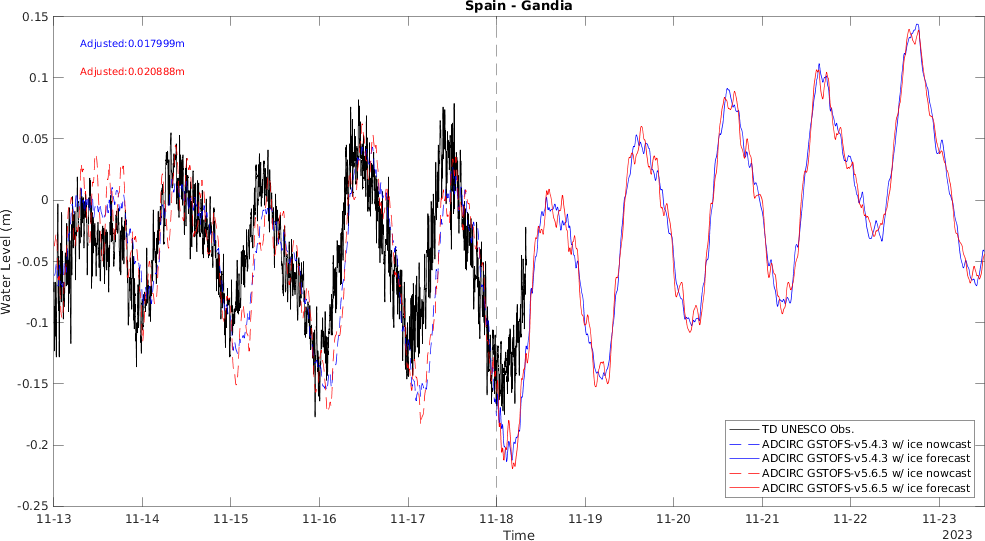 Spain - Gandia
Adjusted:0.017999m
Adjusted:0.020888m
0.15
0.1
0.05
0
-0.05
-0.1
-0.15
-0.2
-0.25
Water Level (m)
TD UNESCO Obs.
ADCIRC GSTOFS-v5.4.3 w/ ice nowcast
ADCIRC GSTOFS-v5.4.3 w/ ice forecast
ADCIRC GSTOFS-v5.6.5 w/ ice nowcast
ADCIRC GSTOFS-v5.6.5 w/ ice forecast
11-13 11-14 11-15 11-16 11-17 11-18 11-19 11-20 11-21 11-22 11-23
Time
2023